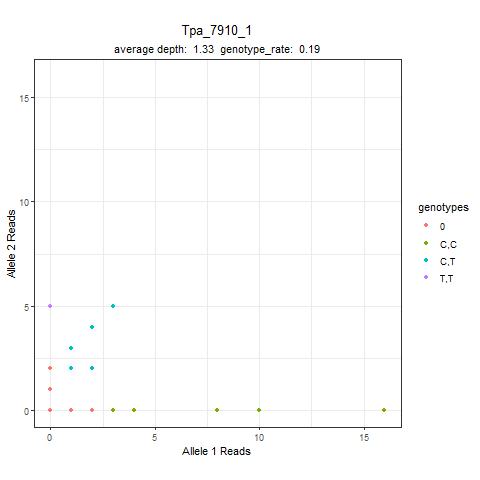 Tpa_7910_1
average depth: 1.33 genotype_rate: 0.19
15
10
5
0
Allele 2 Reads
0 5 10 15
Allele 1 Reads
genotypes
0
C,C
C,T
T,T